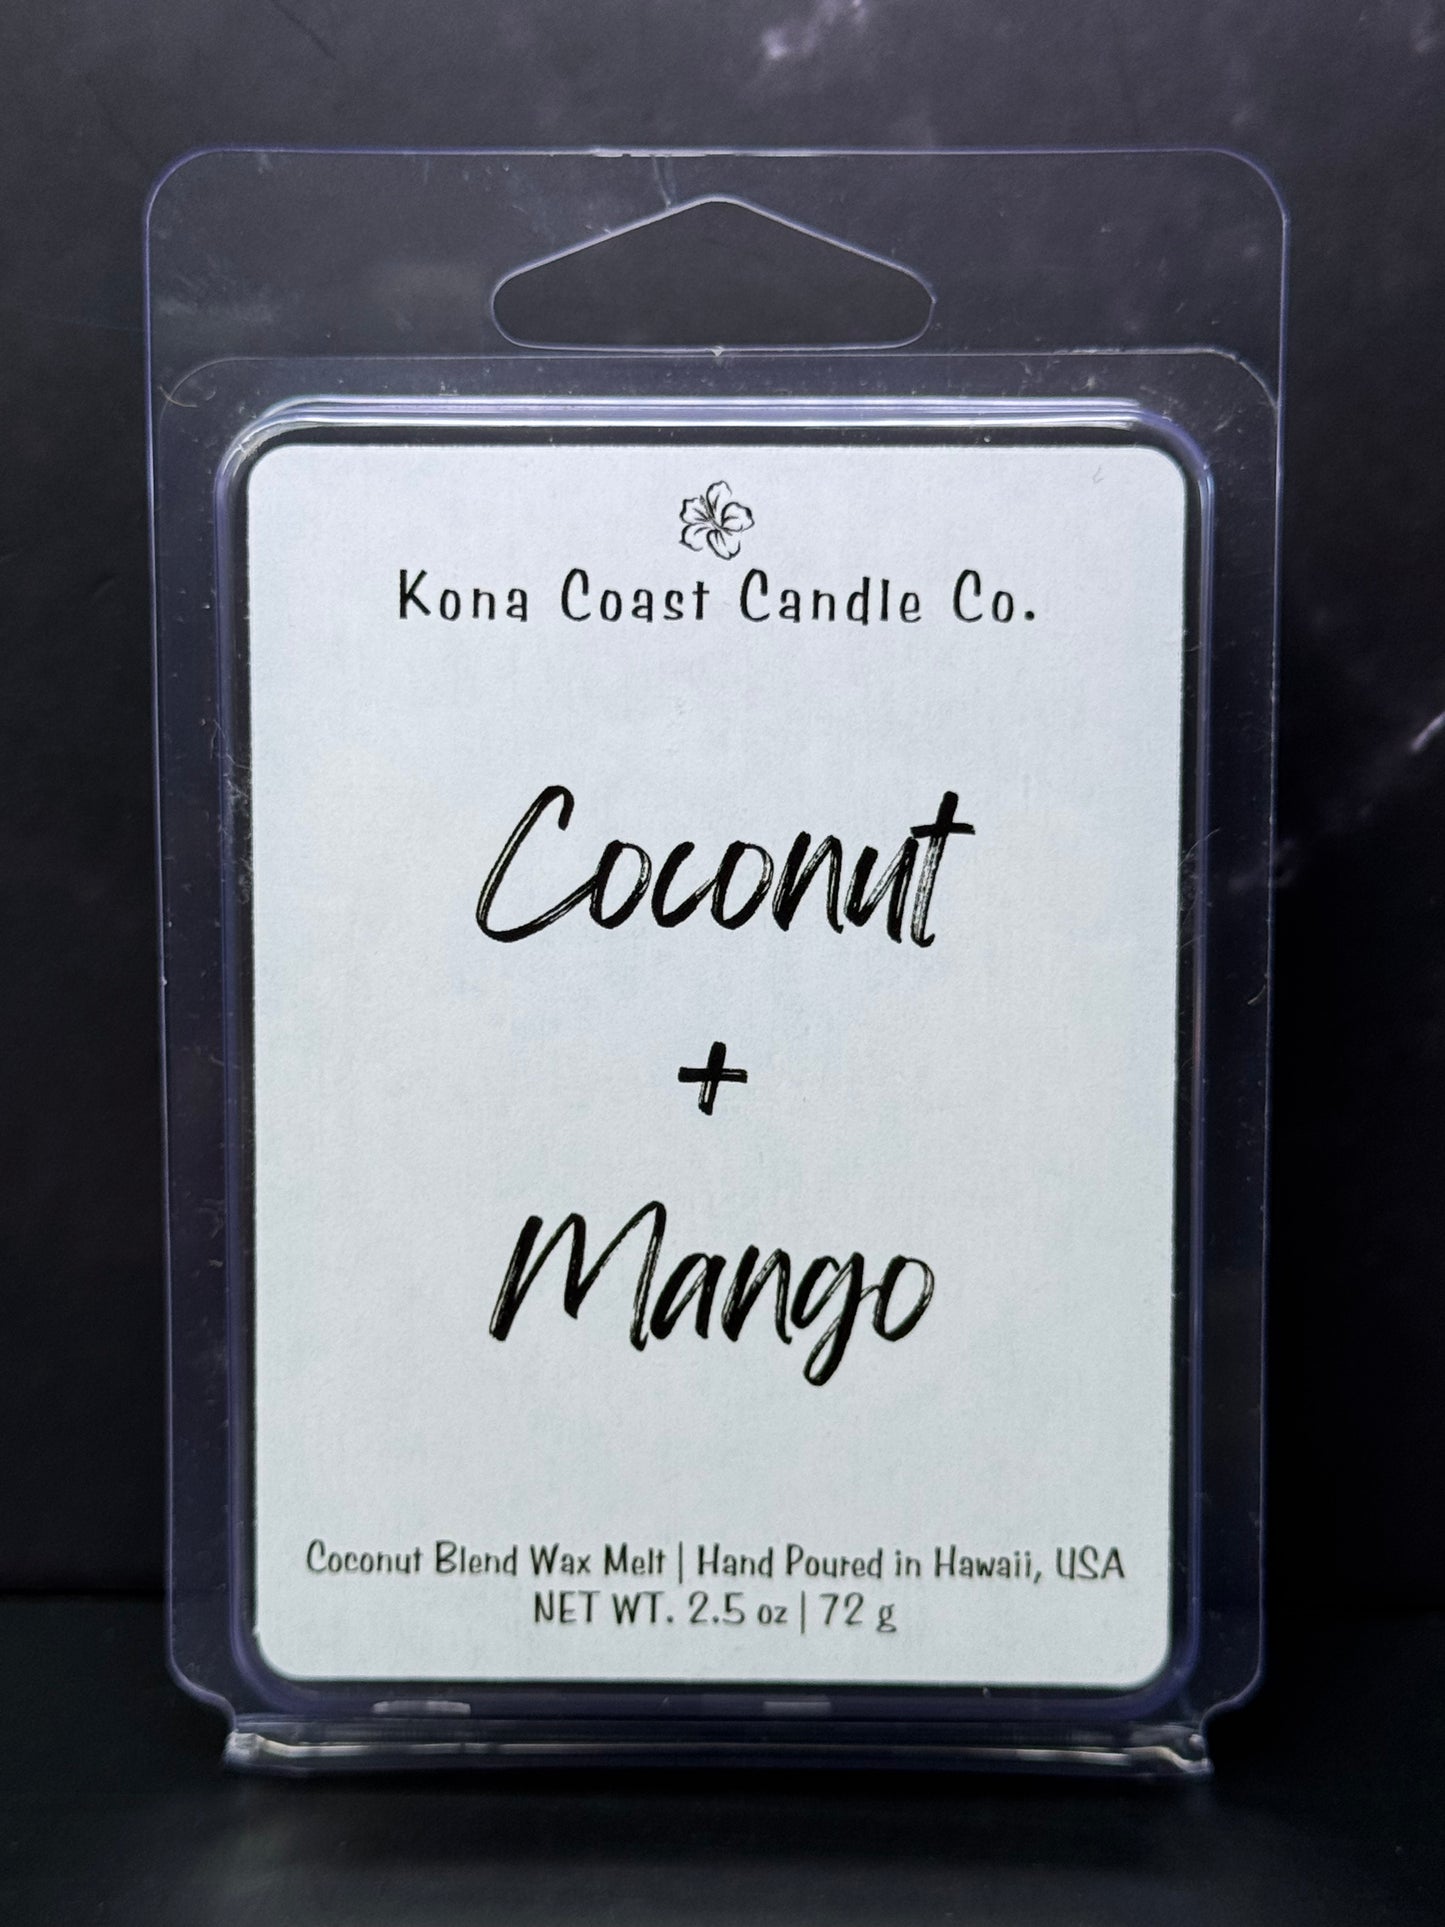 Kona Coast Candle Co.
Coconut
+
Mango
Coconut Blend Wax Melt | Hand Poured in Hawaii, USA
NET WT. 2.5 oz | 72 g